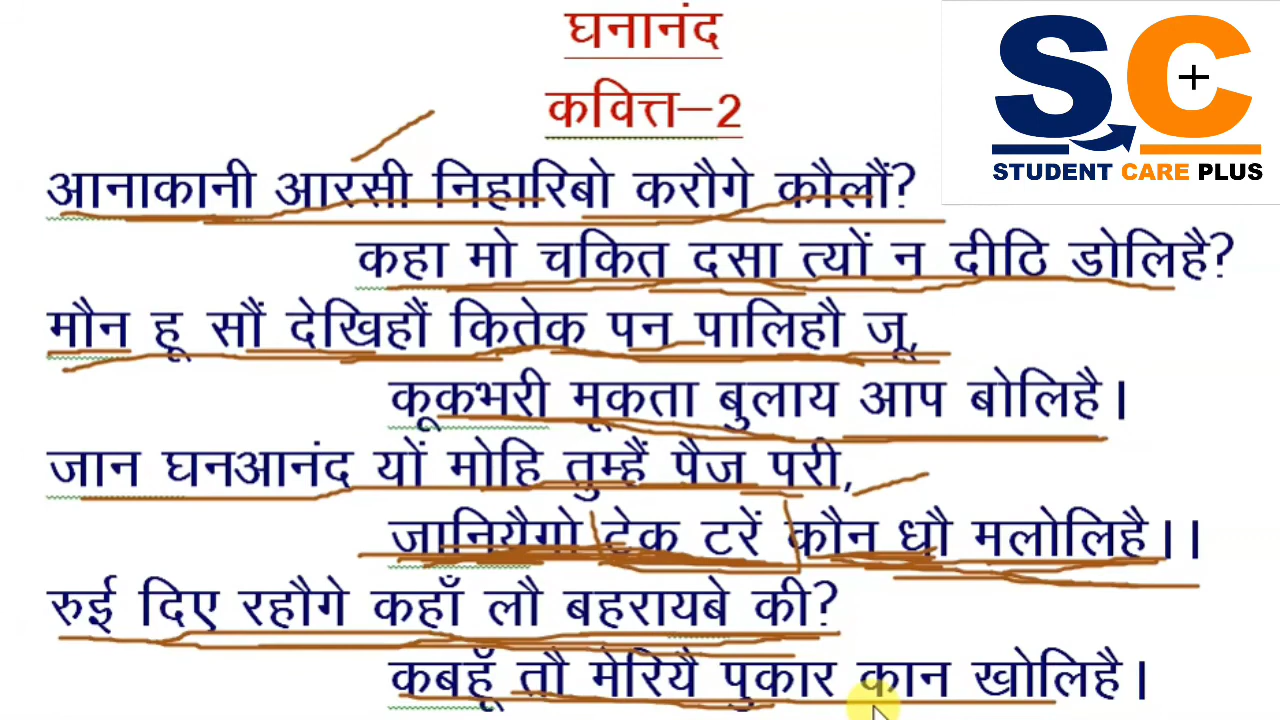 घनानंद
कवित्त–2
SC+
STUDENT CARE PLUS
आनाकानी आरसी निहारिबो करौगे कौलौं?
कहा मो चकित दसा त्यों न दीठि डोलिहै?
मौन हू सौं देखिहौं कितेक पन पालिहौ जू,
कूकभरी मूकता बुलाय आप बोलिहै।
जान घनआनंद यों मोहि तुम्हैं पैज परी,
जानियैगो टेक टरें कौन धौ मलोलिहै।।
रुई दिए रहौगे कहाँ लौ बहरायबे की?
कबहूँ तौ मेरियै पुकार कान खोलिहै।